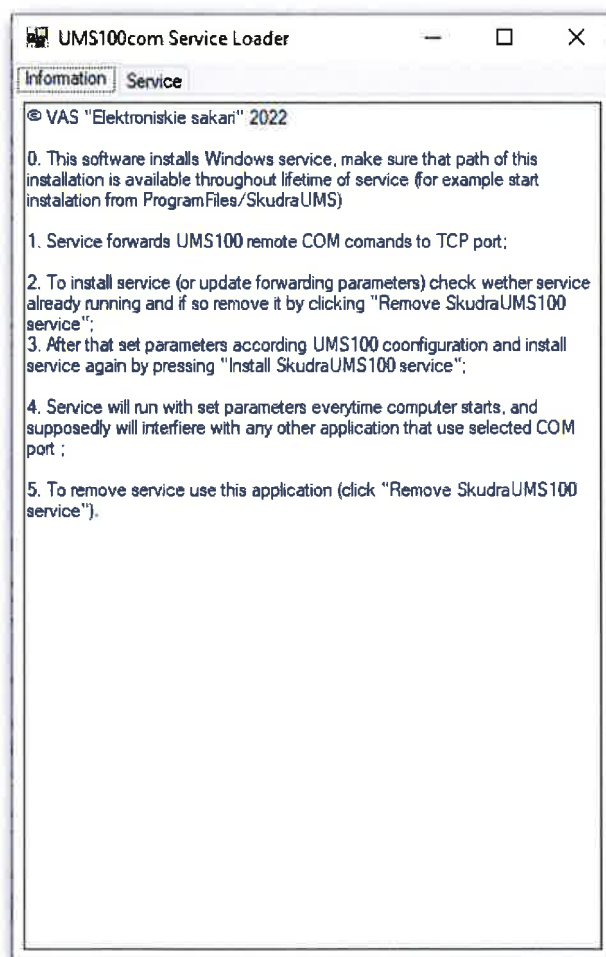 UMS100com Service Loader
Information Service
© VAS "Elektroniskie sakari" 2022
0. This software installs Windows service, make sure that path of this
installation is available throughout lifetime of service (for example start
instalation from ProgramFiles/SkudraUMS)
1. Service forwards UMS100 remote COM comands to TCP port;
2. To install service (or update forwarding parameters) check wether service
already running and if so remove it by clicking "Remove SkudraUMS100
service";
3. After that set parameters according UMS100 coonfiguration and install
service again by pressing "Install SkudraUMS100 service";
4. Service will run with set parameters everytime computer starts, and
supposedly will interfiere with any other application that use selected COM
port ;
5. To remove service use this application (click "Remove SkudraUMS100
service").